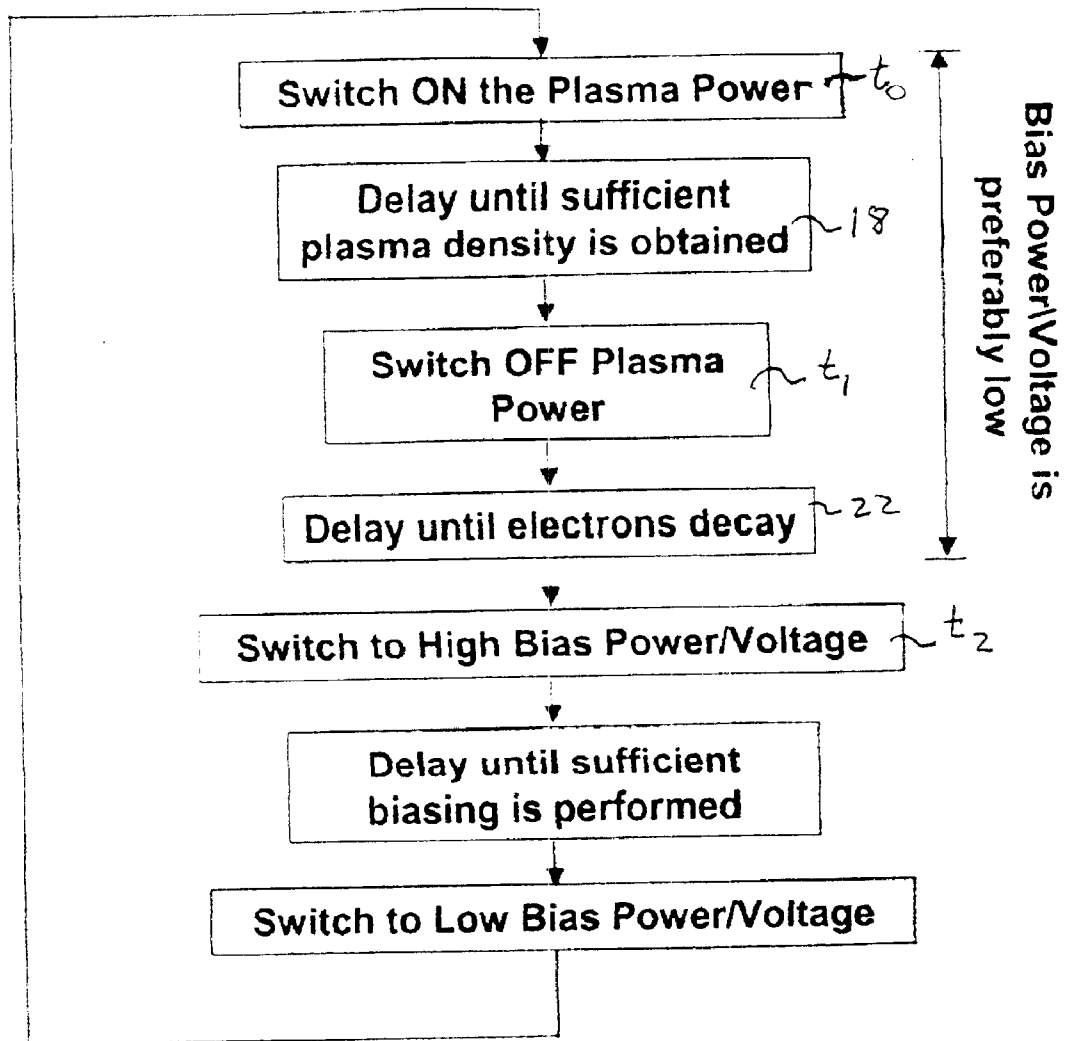 Switch ON the Plasma Power
t₀
Delay until sufficient
plasma density is obtained
18
Switch OFF Plasma
Power
t₁
Delay until electrons decay
22
Switch to High Bias Power/Voltage
t₂
Delay until sufficient
biasing is performed
Switch to Low Bias Power/Voltage
Bias Power\Voltage is
preferably low